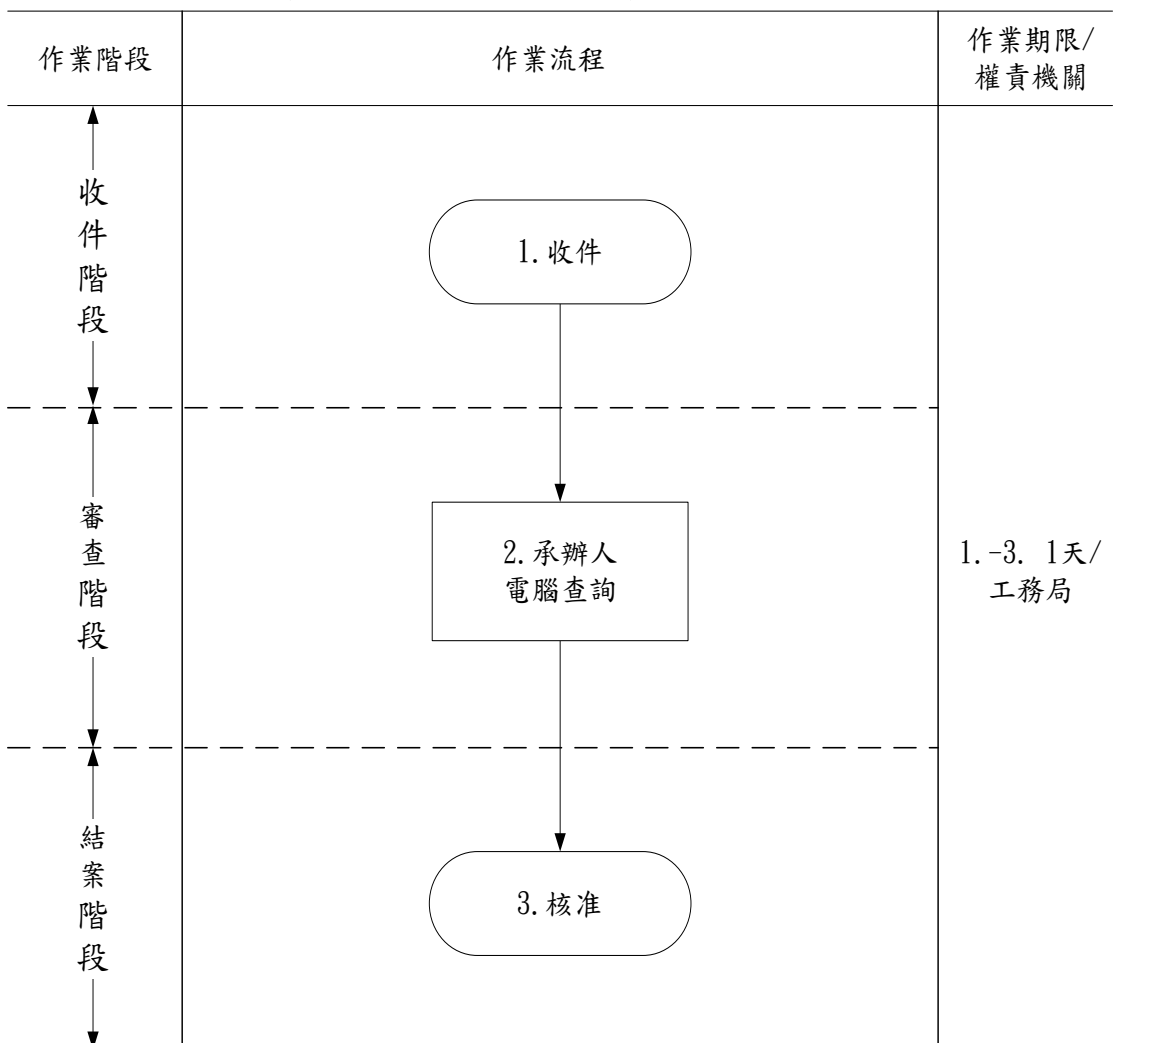 作業階段
作業流程
作業期限/
權責機關
收件階段
1.收件
審查階段
2.承辦人
電腦查詢
1.-3. 1天/
工務局
結案階段
3.核准